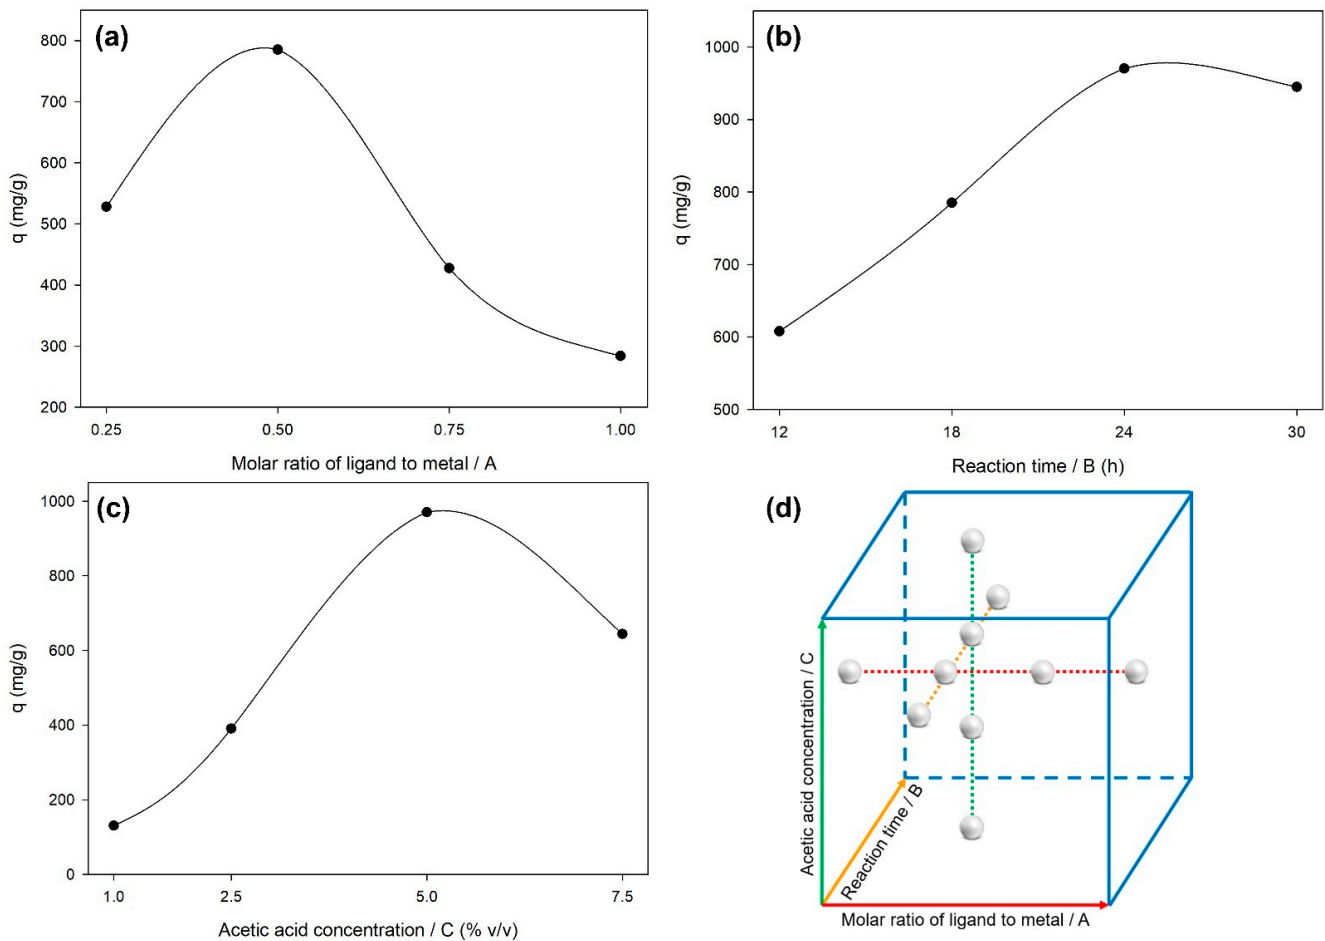 (a)
800
700
600
500
400
300
200
q (mg/g)
0.25 0.50 0.75 1.00
Molar ratio of ligand to metal / A
(b)
1000
900
800
700
600
500
q (mg/g)
12 18 24 30
Reaction time / B (h)
(c)
1000
800
600
400
200
0
q (mg/g)
1.0 2.5 5.0 7.5
Acetic acid concentration / C (% v/v)
(d)
Acetic acid concentration / C
Reaction time / B
Molar ratio of ligand to metal / A